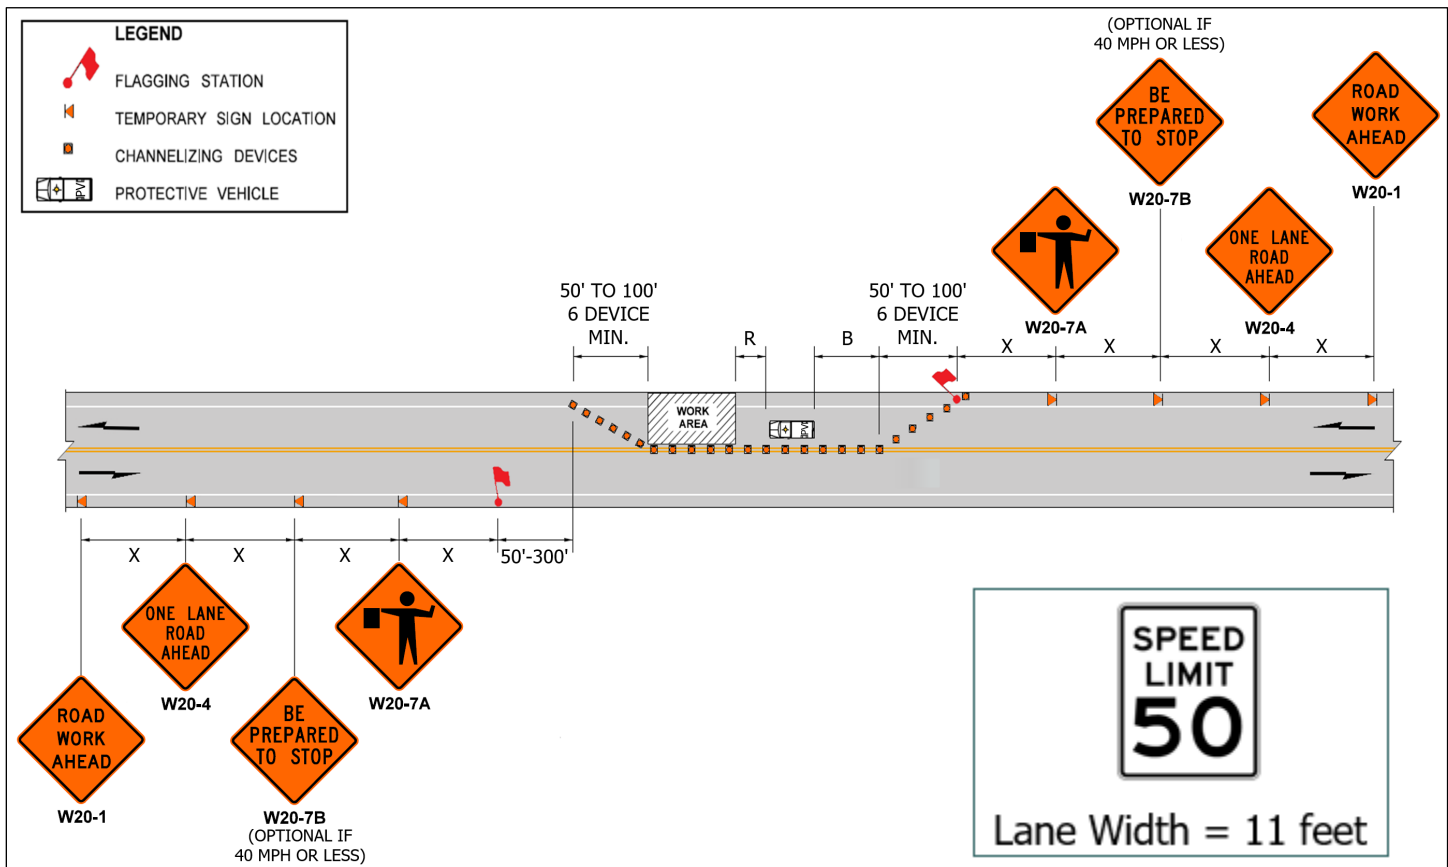 LEGEND
FLAGGING STATION
TEMPORARY SIGN LOCATION
CHANNELIZING DEVICES
PV
PROTECTIVE VEHICLE
(OPTIONAL IF
40 MPH OR LESS)
BE
PREPARED
TO STOP
W20-7B
ROAD
WORK
AHEAD
W20-1
W20-7A
ONE LANE
ROAD
AHEAD
W20-4
50' TO 100'
6 DEVICE
MIN.
R
B
50' TO 100'
6 DEVICE
MIN.
X
X
X
X
WORK
AREA
PV
X
X
X
X
50'-300'
ROAD
WORK
AHEAD
W20-1
ONE LANE
ROAD
AHEAD
W20-4
BE
PREPARED
TO STOP
W20-7B
(OPTIONAL IF
40 MPH OR LESS)
W20-7A
SPEED
LIMIT
50
Lane Width = 11 feet